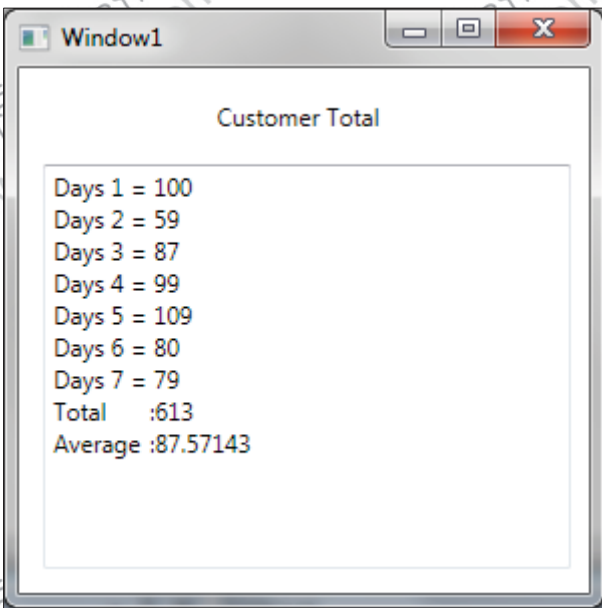 Window1
Customer Total
Days 1 = 100
Days 2 = 59
Days 3 = 87
Days 4 = 99
Days 5 = 109
Days 6 = 80
Days 7 = 79
Total :613
Average :87.57143